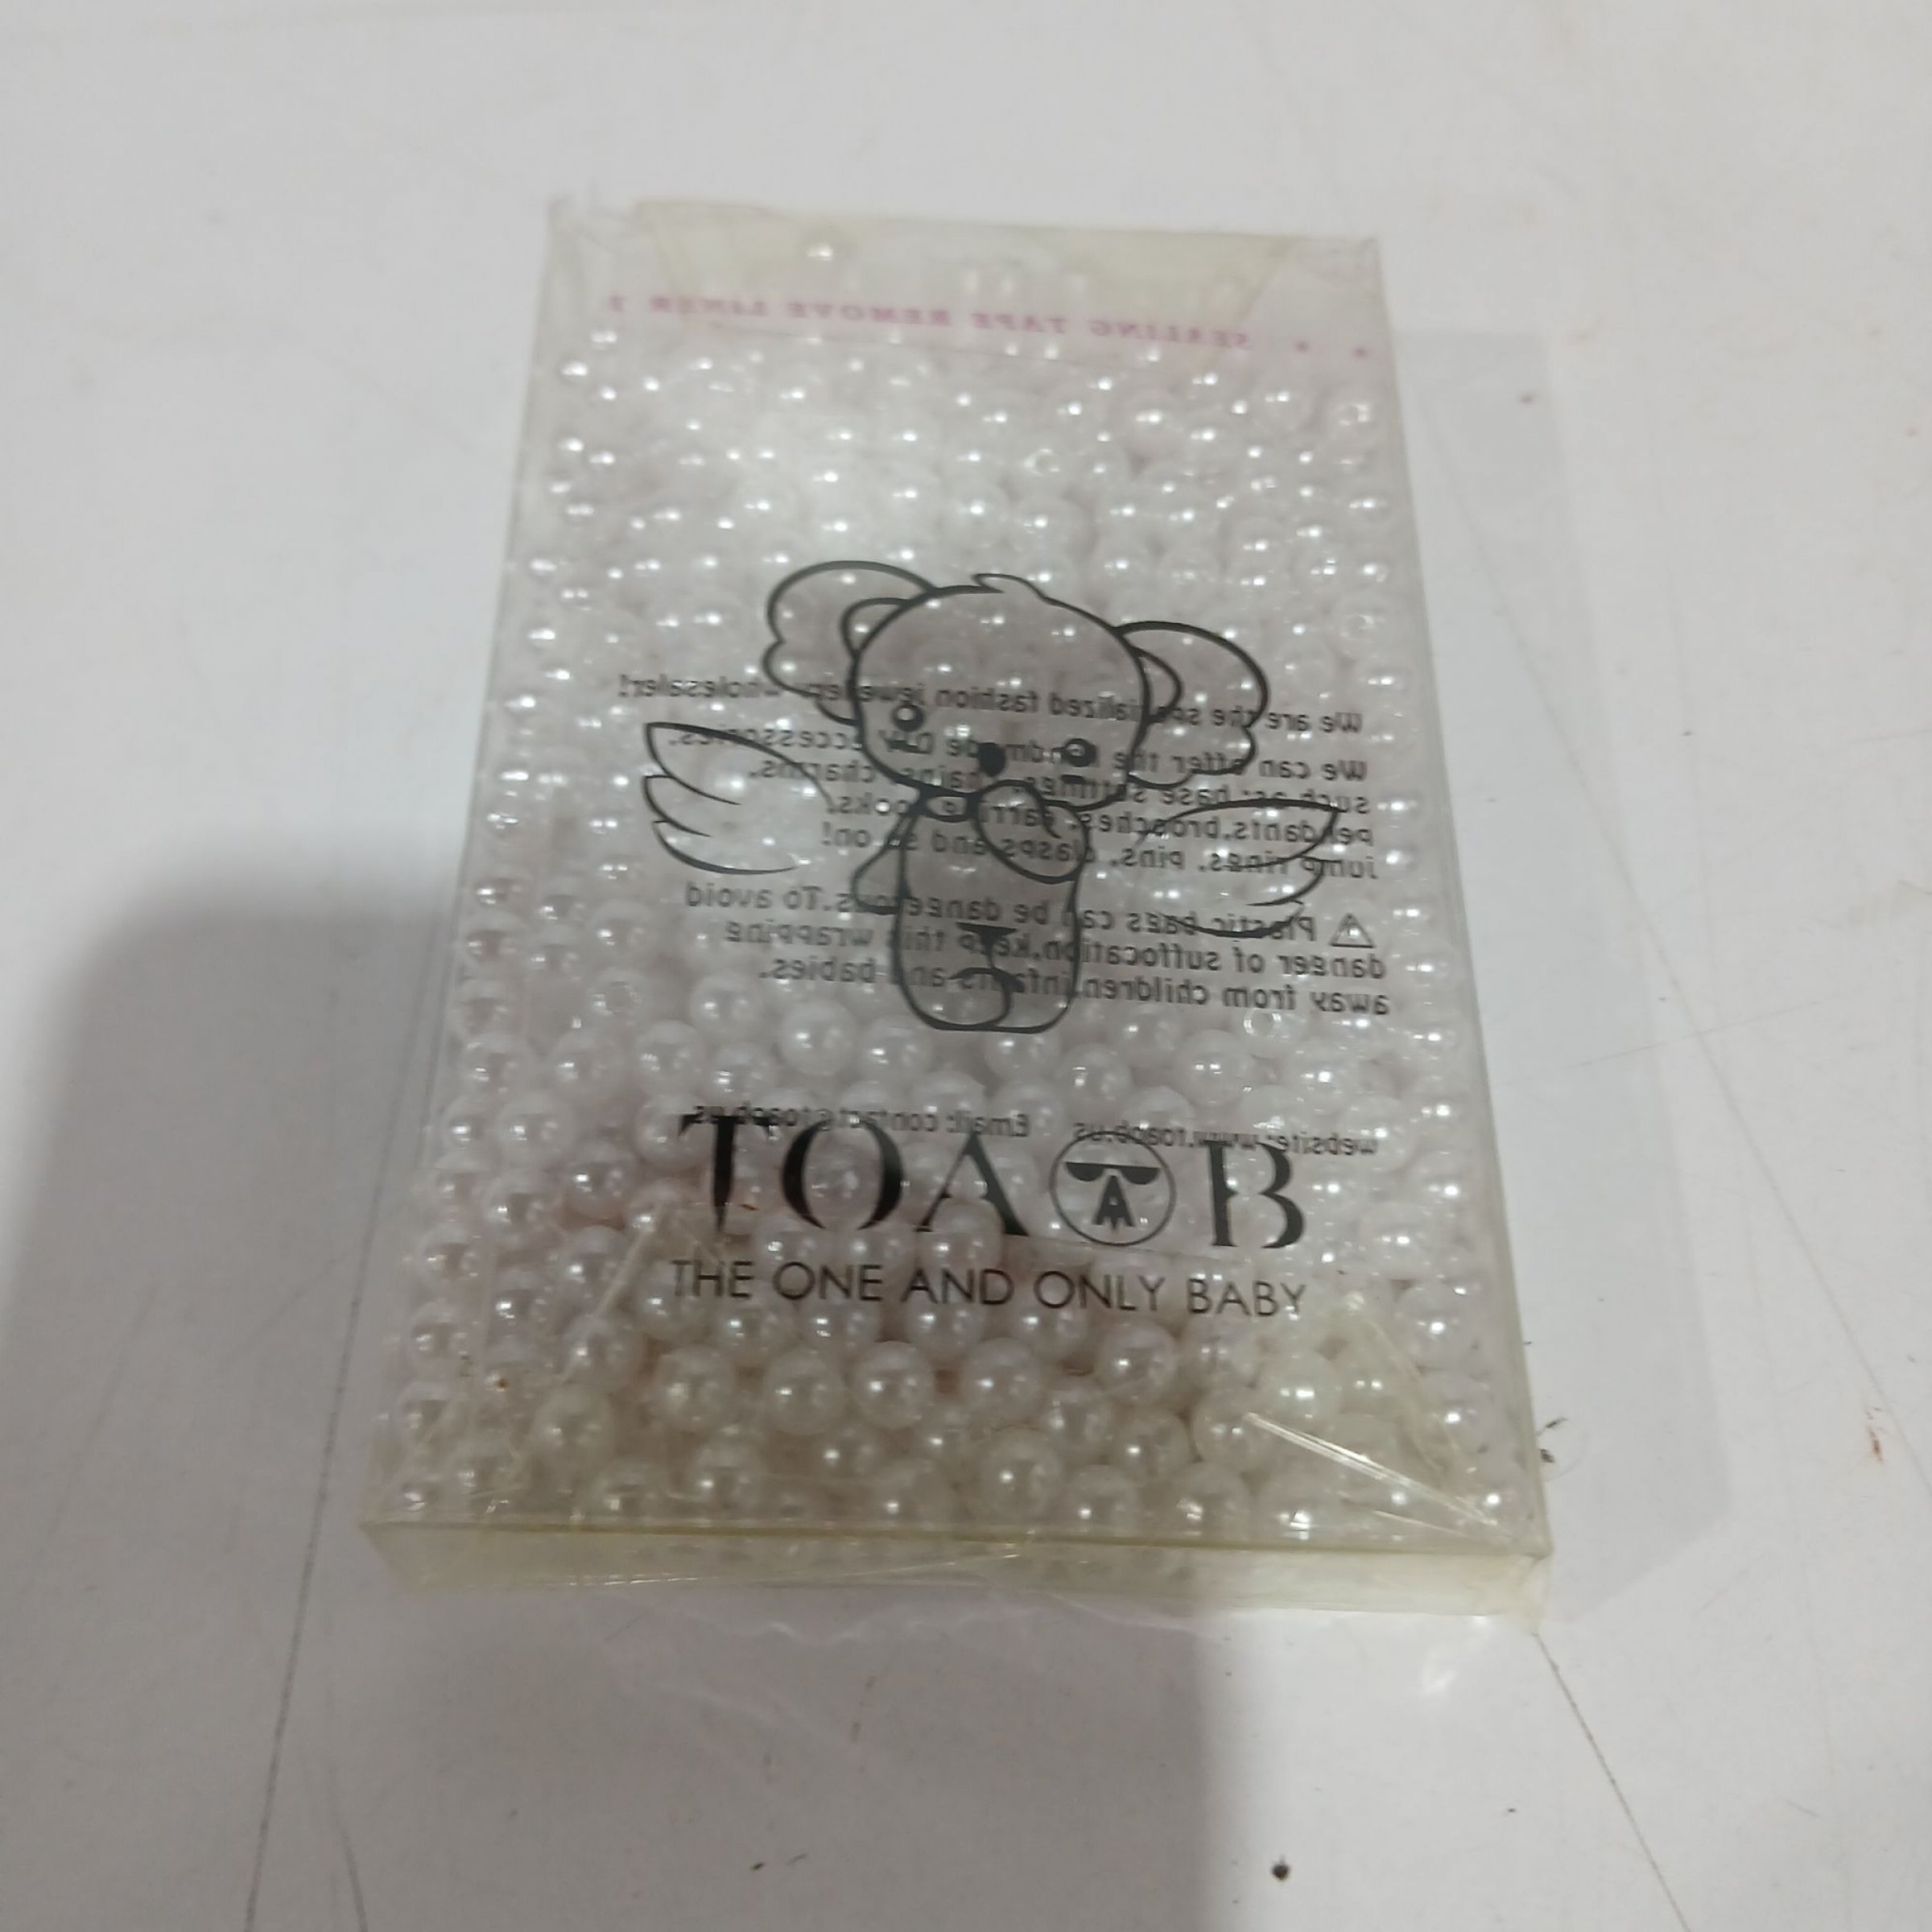 SEALING TAPE REMOVE LINER
We are the specialized fashion jewelery wholesaler!
We can offer the handmade DIY accessories,
such as: base settings, chains, charms,
pendants,brooches, earring hooks,
jump rings, pins, clasps and so on!
Plastic bags can be dangerous.To avoid
danger of suffocation,keep this wrapping
away from children,infants and babies.
website:www.toaob.us Email:contact@toaob.us
TOAOB
THE ONE AND ONLY BABY